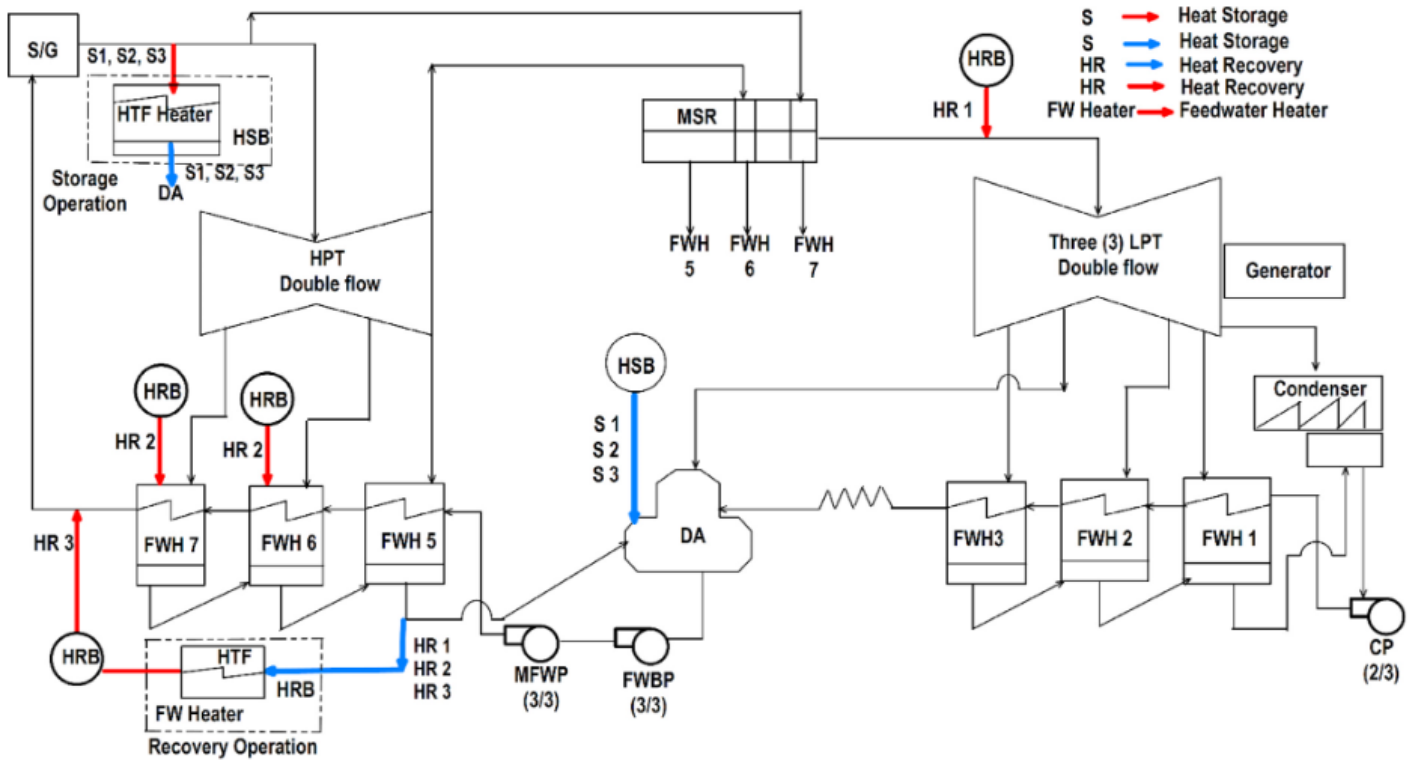 S/G
S1, S2, S3
HTF Heater
HSB
S1, S2, S3
Storage
Operation
DA
HRB
HR 1
S Heat Storage
S Heat Storage
HR Heat Recovery
HR Heat Recovery
FW Heater Feedwater Heater
MSR
FWH
5
FWH
6
FWH
7
HPT
Double flow
Three (3) LPT
Double flow
Generator
Condenser
HRB
HR 2
HRB
HR 2
HSB
S 1
S 2
S 3
HR 3
FWH 7
FWH 6
FWH 5
DA
FWH3
FWH 2
FWH 1
HRB
HTF
HRB
FW Heater
Recovery Operation
HR 1
HR 2
HR 3
MFWP
(3/3)
FWBP
(3/3)
CP
(2/3)